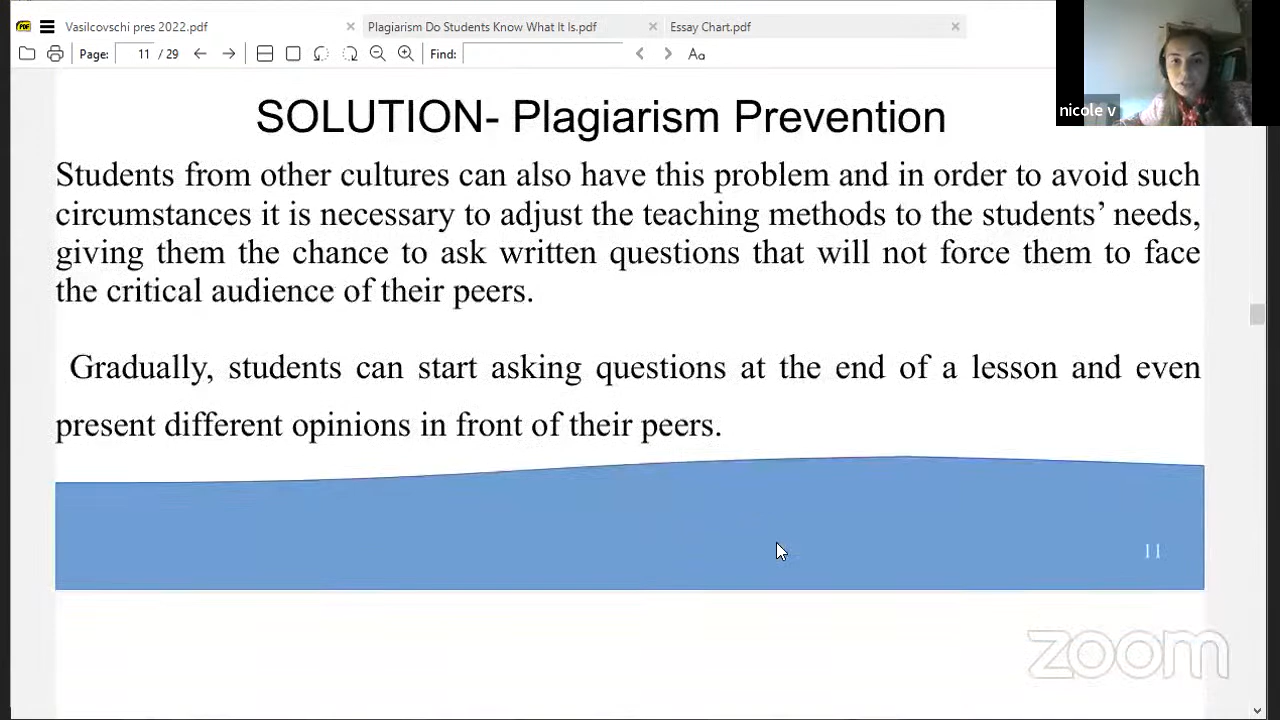 Vasilcovschi pres 2022.pdf
Plagiarism Do Students Know What It Is.pdf
Essay Chart.pdf
Page: 11 / 29
Find:
Aa
nicole v
SOLUTION- Plagiarism Prevention
Students from other cultures can also have this problem and in order to avoid such
circumstances it is necessary to adjust the teaching methods to the students’ needs,
giving them the chance to ask written questions that will not force them to face
the critical audience of their peers.
Gradually, students can start asking questions at the end of a lesson and even
present different opinions in front of their peers.
11
zoom